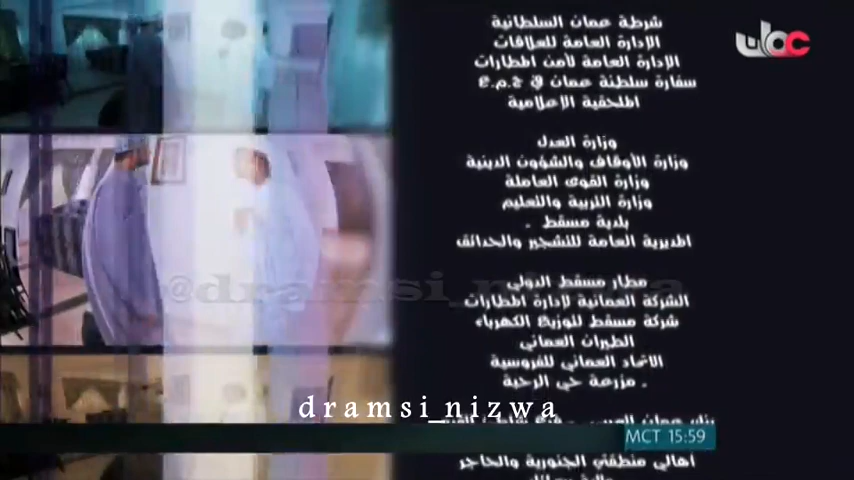 شرطة عمان السلطانية
الإدارة العامة للعلاقات
الإدارة العامة لأمن المطارات
سفارة سلطنة عمان في ج.م.ع
الملحقية الإعلامية
وزارة العدل
وزارة الأوقاف والشؤون الدينية
وزارة القوى العاملة
وزارة التربية والتعليم
بلدية مسقط .
المديرية العامة للتشجير والحدائق
مطار مسقط الدولي
الشركة العمانية لإدارة المطارات
شركة مسقط لتوزيع الكهرباء
الطيران العماني
الاتحاد العماني للفروسية
مزرعة حي الرحبة .
عمان
@dramsi_nizwa
dramsi_nizwa
MCT 15:59
أهالي منطقتي الجنورية والحاجر